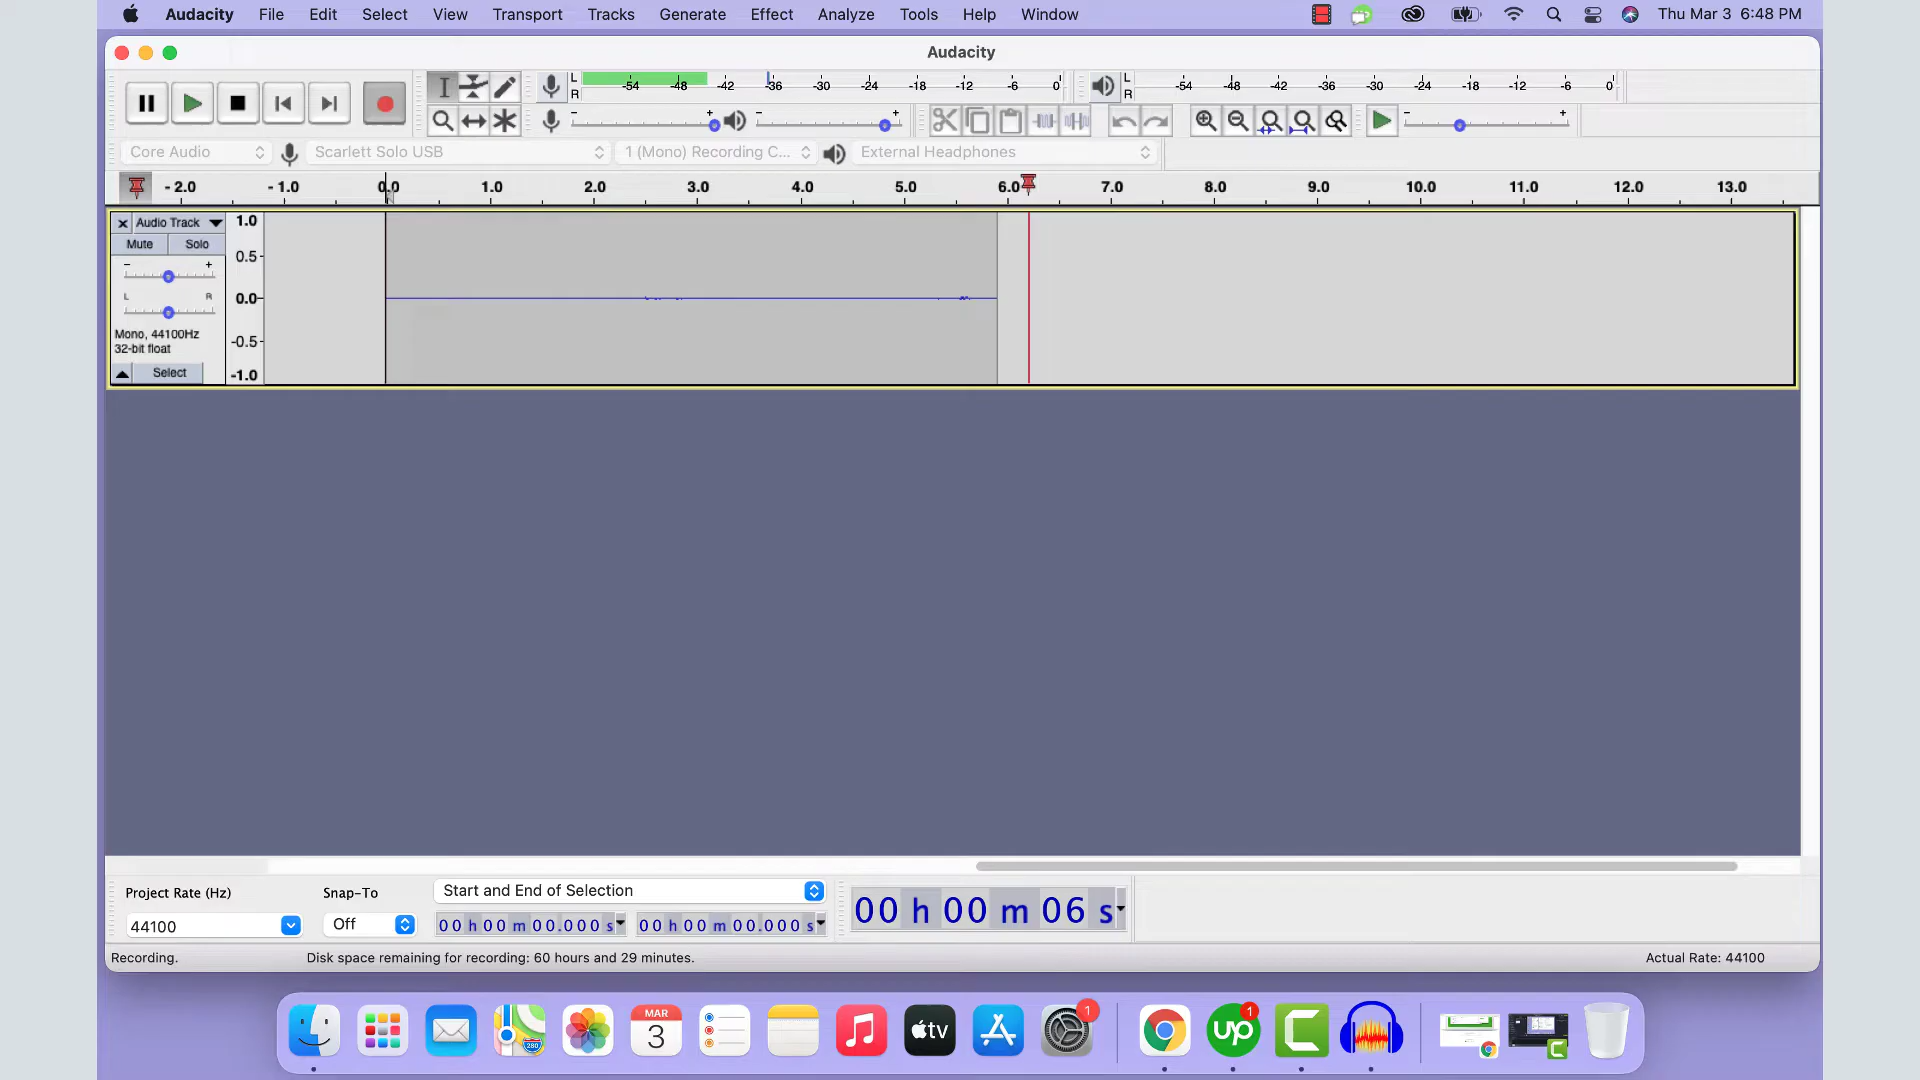 Audacity File Edit Select View Transport Tracks Generate Effect Analyze Tools Help Window Thu Mar 3 6:48 PM
Audacity
L -54 -48 -42 -36 -30 -24 -18 -12 -6 0 L -54 -48 -42 -36 -30 -24 -18 -12 -6 0
R R
- + - + - +
Core Audio Scarlett Solo USB 1 (Mono) Recording C... External Headphones
- 2.0 - 1.0 0.0 1.0 2.0 3.0 4.0 5.0 6.0 7.0 8.0 9.0 10.0 11.0 12.0 13.0
Audio Track 1.0
Mute Solo
0.5
- +
L R 0.0
Mono, 44100Hz
32-bit float -0.5
Select -1.0
Project Rate (Hz) Snap-To Start and End of Selection
44100 Off 00 h 00 m 00.000 s 00 h 00 m 00.000 s 00 h 00 m 06 s
Recording. Disk space remaining for recording: 60 hours and 29 minutes. Actual Rate: 44100
MAR
3
280
tv
1
up
1
C
C